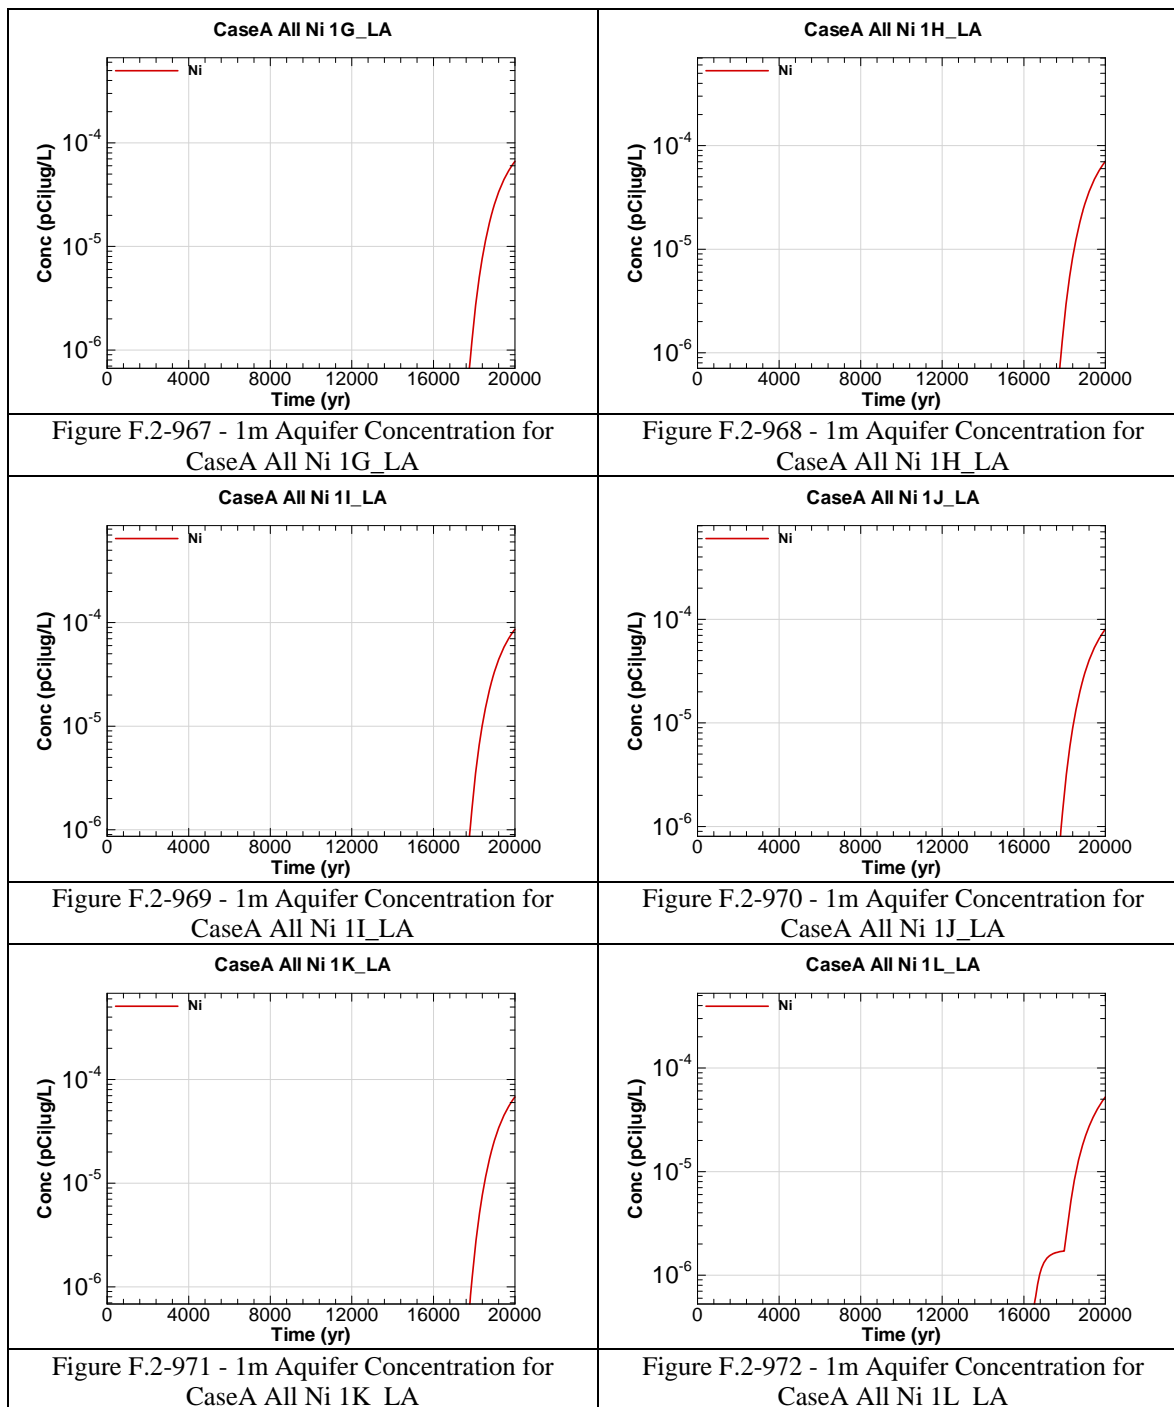 CaseA All Ni 1G_LA
Ni
Conc (pCi|ug/L)
10-4
10-5
10-6
0 4000 8000 12000 16000 20000
Time (yr)
Figure F.2-967 - 1m Aquifer Concentration for
CaseA All Ni 1G_LA
CaseA All Ni 1H_LA
Ni
Conc (pCi|ug/L)
10-4
10-5
10-6
0 4000 8000 12000 16000 20000
Time (yr)
Figure F.2-968 - 1m Aquifer Concentration for
CaseA All Ni 1H_LA
CaseA All Ni 1I_LA
Ni
Conc (pCi|ug/L)
10-4
10-5
10-6
0 4000 8000 12000 16000 20000
Time (yr)
Figure F.2-969 - 1m Aquifer Concentration for
CaseA All Ni 1I_LA
CaseA All Ni 1J_LA
Ni
Conc (pCi|ug/L)
10-4
10-5
10-6
0 4000 8000 12000 16000 20000
Time (yr)
Figure F.2-970 - 1m Aquifer Concentration for
CaseA All Ni 1J_LA
CaseA All Ni 1K_LA
Ni
Conc (pCi|ug/L)
10-4
10-5
10-6
0 4000 8000 12000 16000 20000
Time (yr)
Figure F.2-971 - 1m Aquifer Concentration for
CaseA All Ni 1K_LA
CaseA All Ni 1L_LA
Ni
Conc (pCi|ug/L)
10-4
10-5
10-6
0 4000 8000 12000 16000 20000
Time (yr)
Figure F.2-972 - 1m Aquifer Concentration for
CaseA All Ni 1L_LA